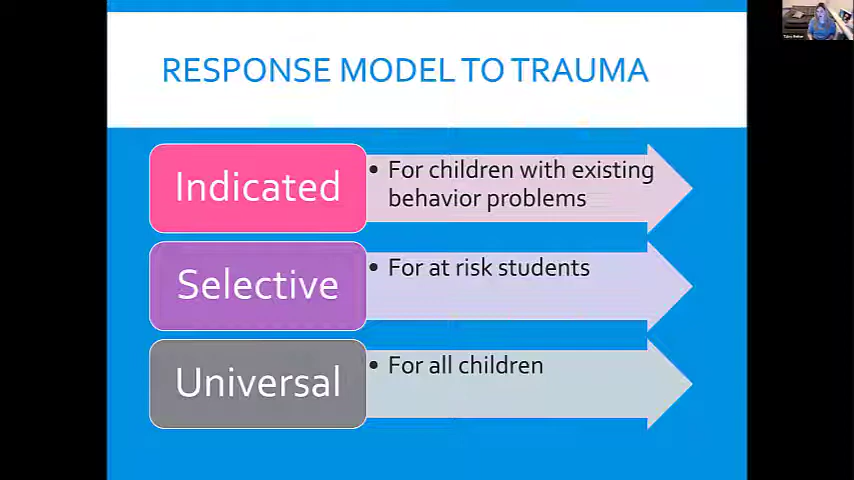 RESPONSE MODEL TO TRAUMA
Indicated
• For children with existing
behavior problems
Selective
• For at risk students
Universal
• For all children